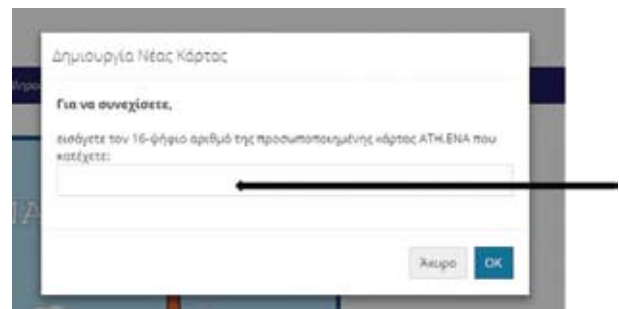 Δημιουργία Νέας Κάρτας
Για να συνεχίσετε,
εισάγετε τον 16-ψήφιο αριθμό της προσωποποιημένης κάρτας ATH.ENA που
κατέχετε:
Άκυρο OK